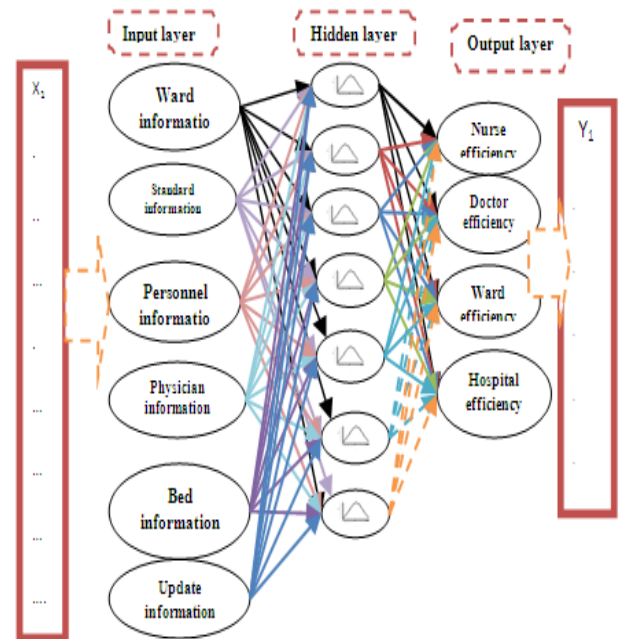 Input layer
Hidden layer
Output layer
X1
.
..
...
.
...
...
...
....
Ward
informatio
Standard
information
Personnel
informatio
Physician
information
Bed
information
Update
information
Nurse
efficiency
Doctor
efficiency
Ward
efficiency
Hospital
efficiency
Y1
.
.
.
.
.